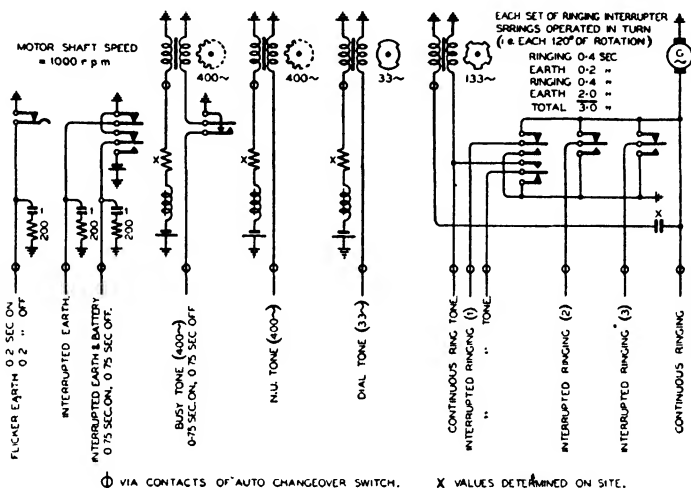 MOTOR SHAFT SPEED
= 1000 r p m
400~
400~
33~
133~
EACH SET OF RINGING INTERRUPTER
SRRINGS OPERATED IN TURN
(i.e. EACH 120° OF ROTATION)
RINGING 0·4 SEC
EARTH 0·2 "
RINGING 0·4 "
EARTH 2·0 "
TOTAL 3·0 "
G
X
X
X
X
1
200
1
200
1
200
FLICKER EARTH 0.2 SEC ON
0.2 " OFF
INTERRUPTED EARTH.
INTERRUPTED EARTH & BATTERY
0.75 SEC. ON, 0.75 SEC OFF.
BUSY TONE (400~)
0·75 SEC. ON, 0.75 SEC OFF
N.U. TONE (400~)
DIAL TONE (33~)
CONTINUOUS RING TONE.
INTERRUPTED RINGING (1)
" " TONE.
INTERRUPTED RINGING (2)
INTERRUPTED RINGING (3)
CONTINUOUS RINGING
VIA CONTACTS OF AUTO CHANGEOVER SWITCH.
X VALUES DETERMINED ON SITE.